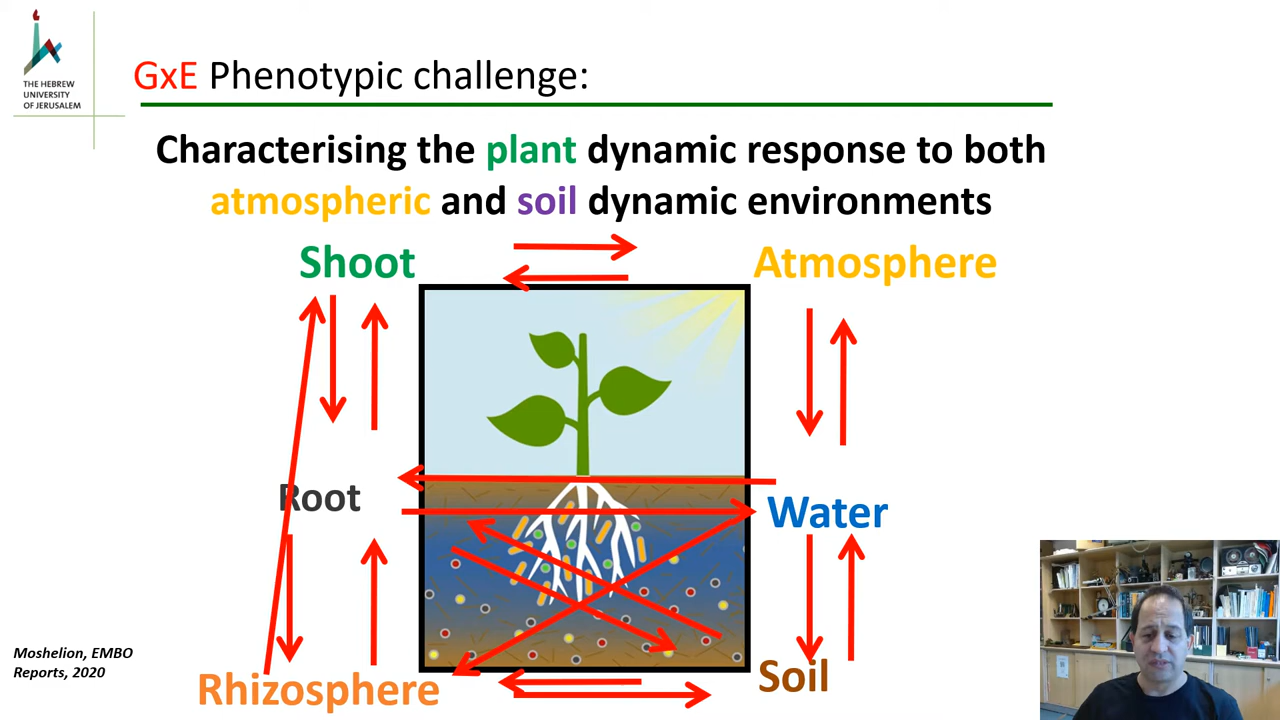 THE HEBREW
UNIVERSITY
OF JERUSALEM
GxE Phenotypic challenge:
Characterising the plant dynamic response to both
atmospheric and soil dynamic environments
Shoot
Atmosphere
Root
Water
Moshelion, EMBO
Reports, 2020
Rhizosphere
Soil